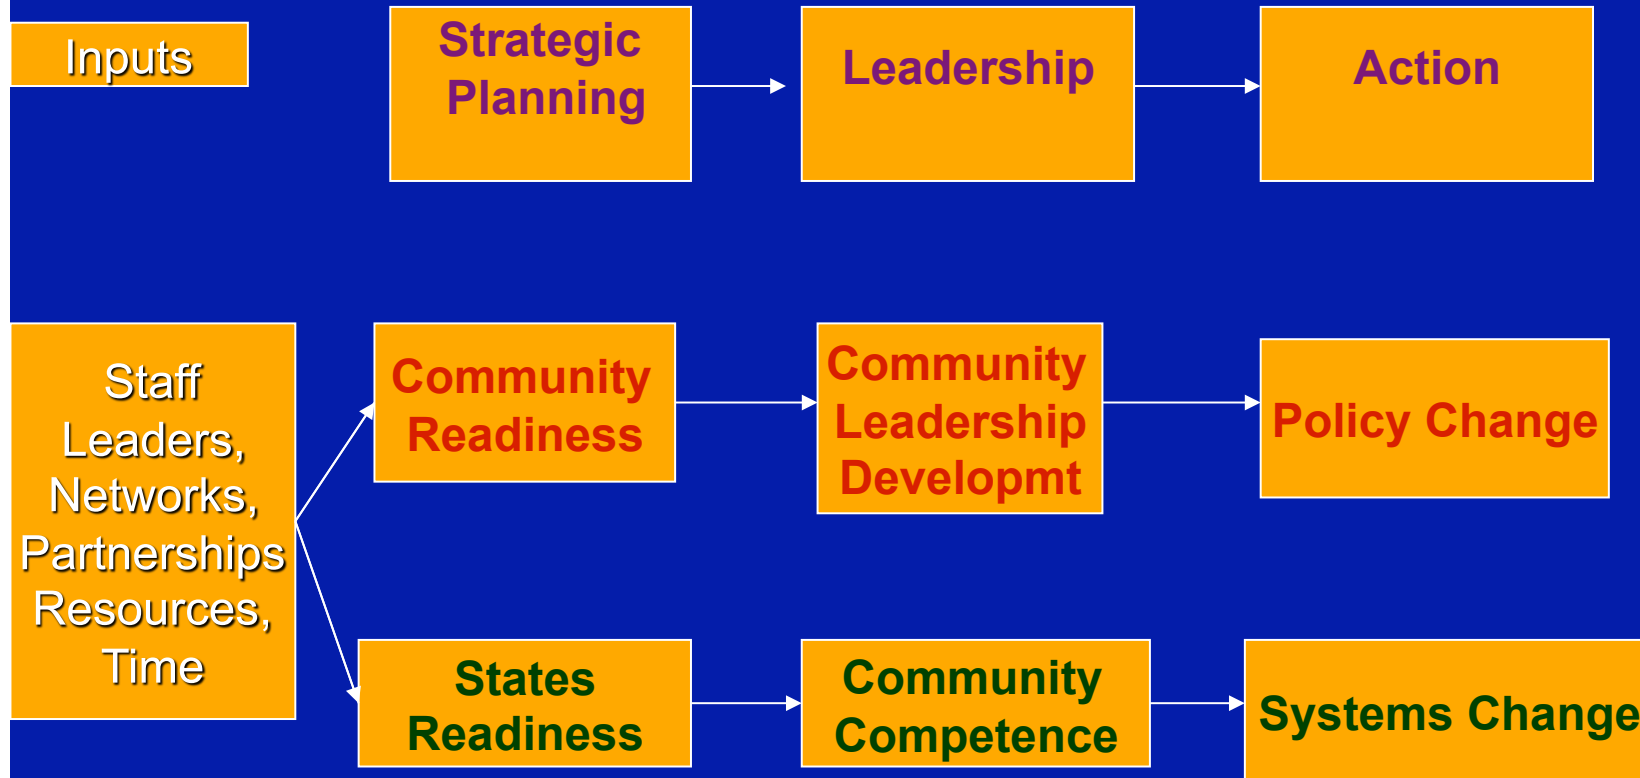 Inputs
Strategic
Planning
Leadership
Action
Staff
Leaders,
Networks,
Partnerships
Resources,
Time
Community
Readiness
Community
Leadership
Developmt
Policy Change
States
Readiness
Community
Competence
Systems Change